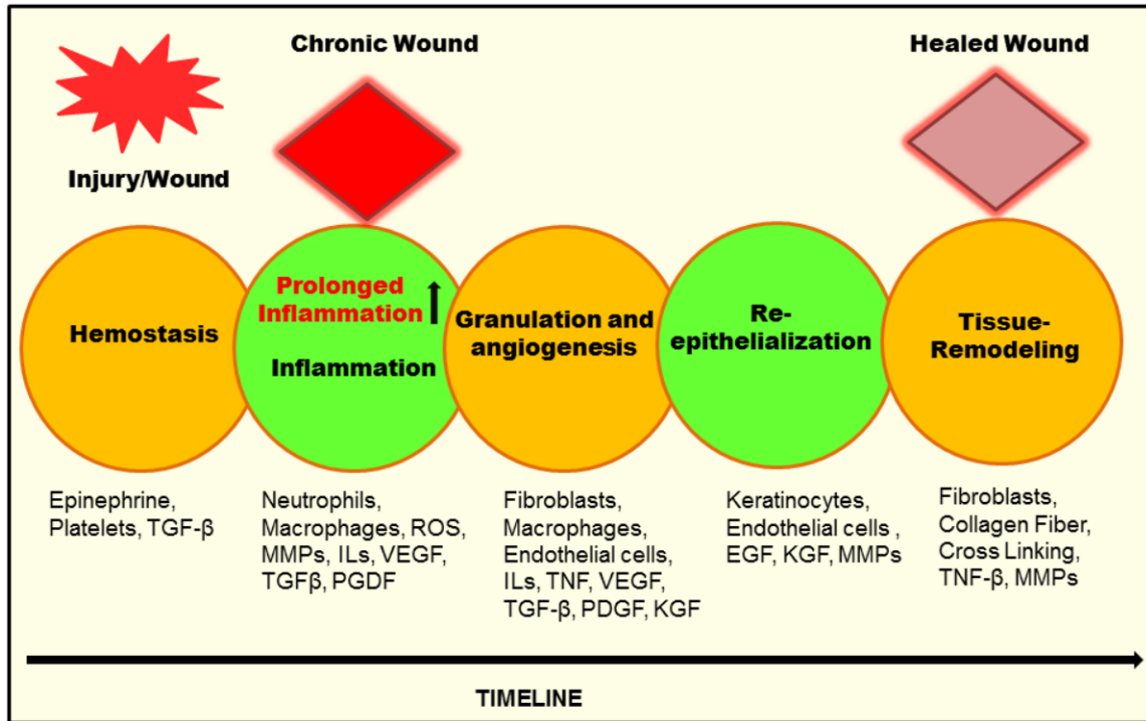 Chronic Wound
Healed Wound
Injury/Wound
Hemostasis
Prolonged
Inflammation
Inflammation
Granulation and
angiogenesis
Re-
epithelialization
Tissue-
Remodeling
Epinephrine,
Platelets, TGF-β
Neutrophils,
Macrophages, ROS,
MMPs, ILs, VEGF,
TGFβ, PGDF
Fibroblasts,
Macrophages,
Endothelial cells,
ILs, TNF, VEGF,
TGF-β, PDGF, KGF
Keratinocytes,
Endothelial cells ,
EGF, KGF, MMPs
Fibroblasts,
Collagen Fiber,
Cross Linking,
TNF-β, MMPs
TIMELINE